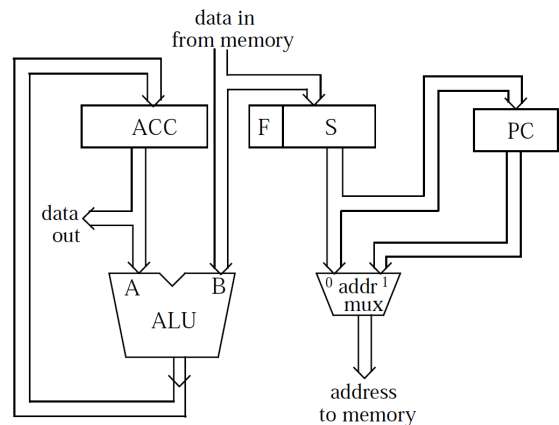 data in
from memory
ACC
F
S
PC
data
out
A
B
ALU
0
addr
1
mux
address
to memory